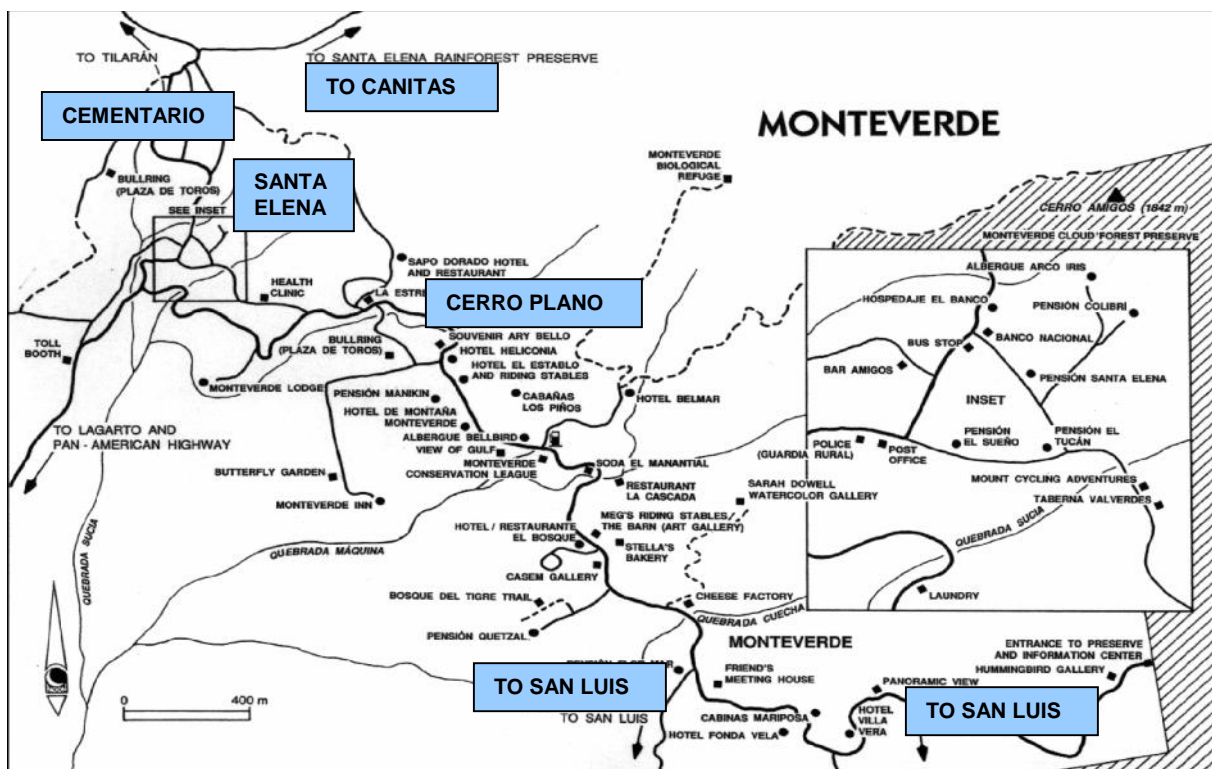 TO TILARÁN
TO SANTA ELENA RAINFOREST PRESERVE
TO CANITAS
CEMENTARIO
MONTEVERDE
BULLRING
(PLAZA DE TOROS)
SANTA
ELENA
SEE INSET
MONTEVERDE
BIOLOGICAL
REFUGE
CERRO AMIGOS (1842 m)
MONTEVERDE CLOUD FOREST PRESERVE
SAPO DORADO HOTEL
AND RESTAURANT
HEALTH
CLINIC
LA
CERRO PLANO
TOLL
BOOTH
BULLRING
(PLAZA DE TOROS)
SOUVENIR ARY BELLO
HOTEL HELICONIA
HOTEL EL ESTABLO
AND RIDING STABLES
MONTEVERDE LODGE
PENSIÓN MANIKIN
CABAÑAS
LOS PIÑOS
HOTEL BELMAR
HOTEL DE MONTAÑA
MONTEVERDE
TO LAGARTO AND
PAN - AMERICAN HIGHWAY
ALBERGUE BELLBIRD
VIEW OF GULF
MONTEVERDE
CONSERVATION LEAGUE
SODA EL MANANTIAL
BUTTERFLY GARDEN
MONTEVERDE INN
RESTAURANT
LA CASCADA
SARAH DOWELL
WATERCOLOR GALLERY
QUEBRADA SUCIA
QUEBRADA MÁQUINA
HOTEL / RESTAURANTE
EL BOSQUE
MEG'S RIDING STABLES/
THE BARN (ART GALLERY)
STELLA'S
BAKERY
CASEM GALLERY
BOSQUE DEL TIGRE TRAIL
CHEESE FACTORY
QUEBRADA CUECHA
PENSIÓN QUETZAL
MONTEVERDE
FRIEND'S
MEETING HOUSE
TO SAN LUIS
TO SAN LUIS
CABINAS MARIPOSA
HOTEL FONDA VELA
HOTEL
VILLA
VERA
PANORAMIC VIEW
TO SAN LUIS
ENTRANCE TO PRESERVE
AND INFORMATION CENTER
HUMMINGBIRD GALLERY
0 400 m
ALBERGUE ARCO IRIS
HOSPEDAJE EL BANCO
PENSIÓN COLIBRÍ
BUS STOP
BANCO NACIONAL
BAR AMIGOS
PENSIÓN SANTA ELENA
INSET
POLICE
(GUARDIA RURAL)
POST
OFFICE
PENSIÓN
EL SUEÑO
PENSIÓN EL
TUCÁN
MOUNT CYCLING ADVENTURES
TABERNA VALVERDES
QUEBRADA SUCIA
LAUNDRY